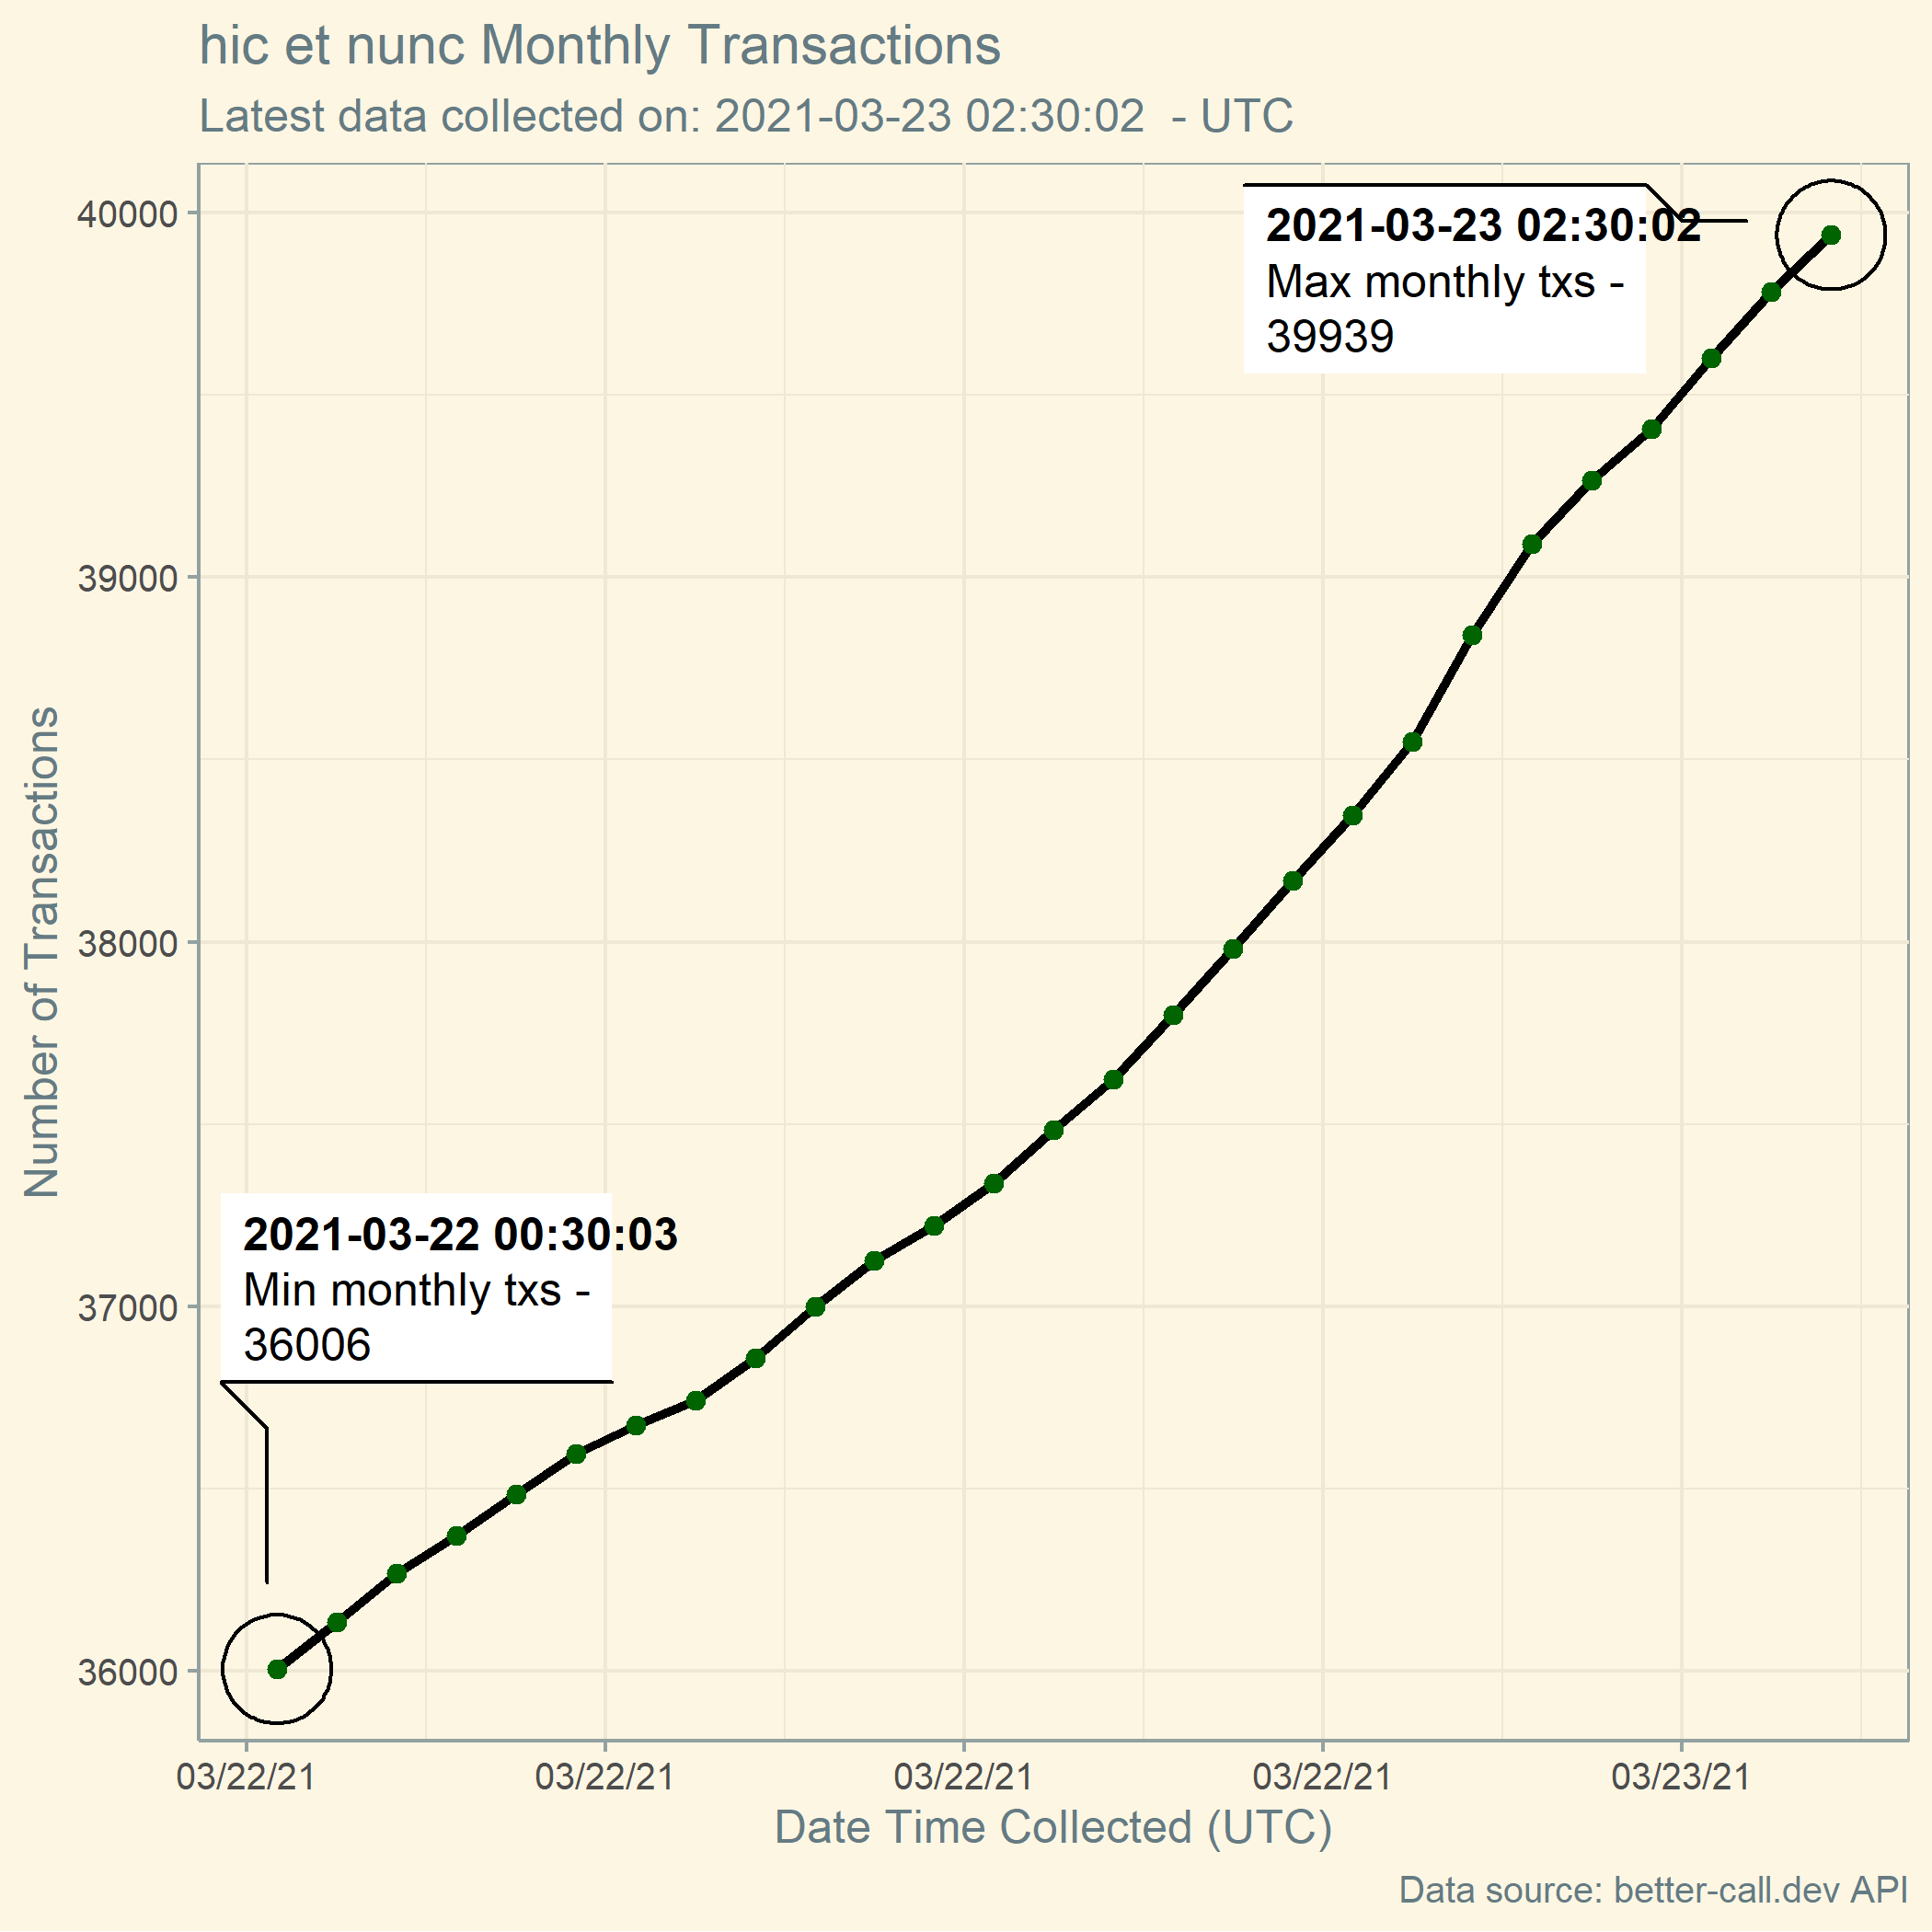 hic et nunc Monthly Transactions
Latest data collected on: 2021-03-23 02:30:02  - UTC
40000
39000
38000
37000
36000
Number of Transactions
2021-03-23 02:30:02
Max monthly txs -
39939
2021-03-22 00:30:03
Min monthly txs -
36006
03/22/21
03/22/21
03/22/21
03/22/21
03/23/21
Date Time Collected (UTC)
Data source: better-call.dev API